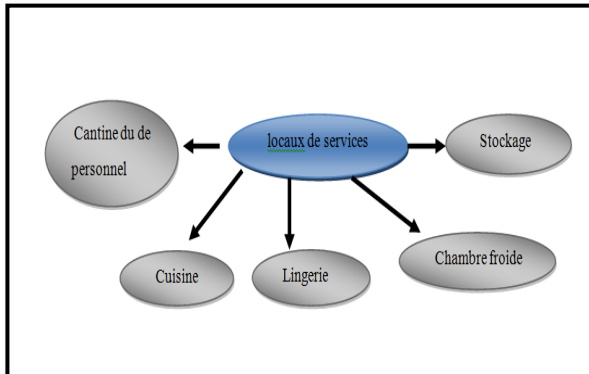 Cantine du de
personnel
locaux de services
Stockage
Cuisine
Lingerie
Chambre froide